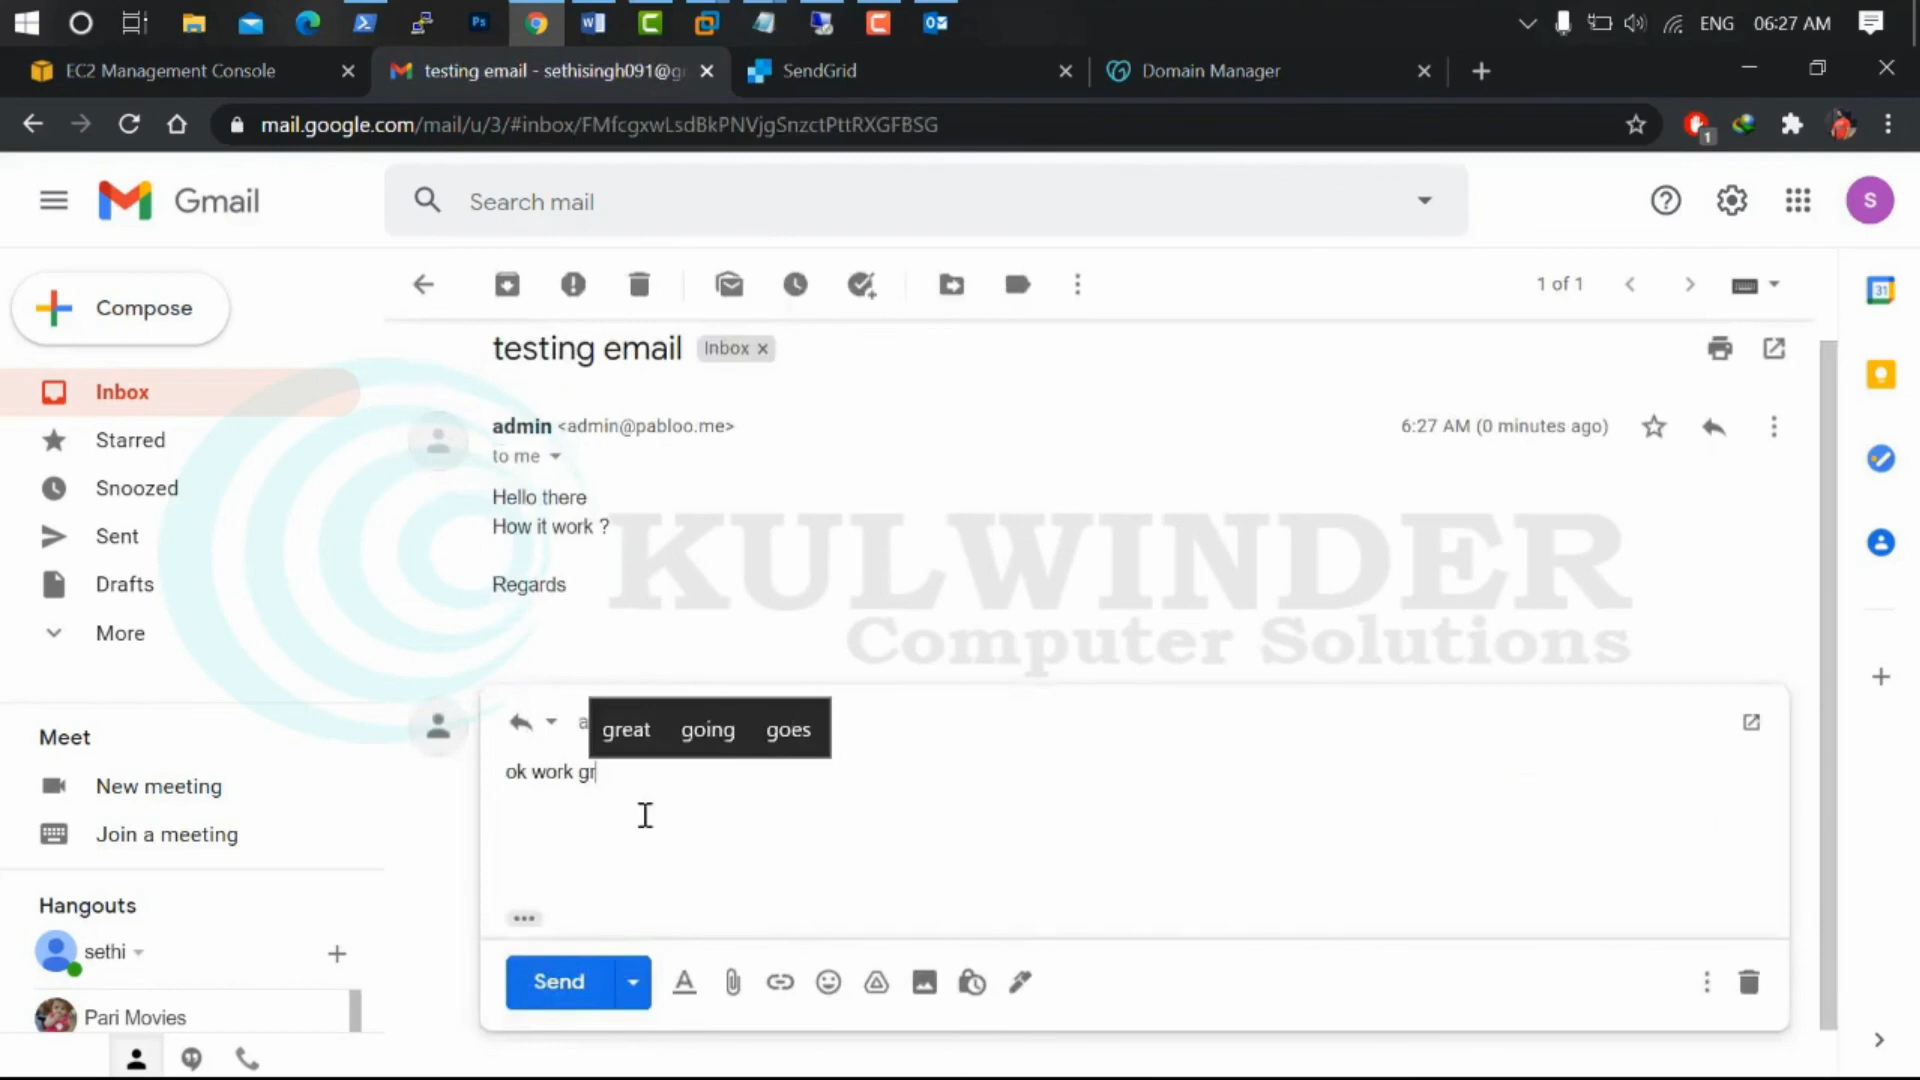 Ps
ENG
06:27 AM
EC2 Management Console
testing email - sethisingh091@g
SendGrid
Domain Manager
mail.google.com/mail/u/3/#inbox/FMfcgxwLsdBkPNVjgSnzctPttRXGFBSG
1
Gmail
Search mail
S
Compose
1 of 1
31
testing email
Inbox ×
Inbox
Starred
Snoozed
Sent
Drafts
More
admin <admin@pabloo.me>
6:27 AM (0 minutes ago)
to me
Hello there
How it work ?
Regards
KULWINDER
Computer Solutions
Meet
New meeting
Join a meeting
Hangouts
sethi
Pari Movies
a
great going goes
ok work gr
Send